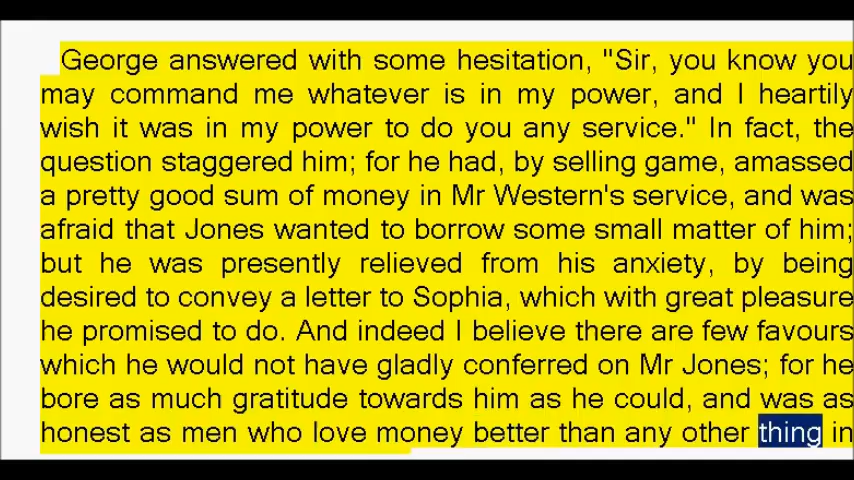 George answered with some hesitation, "Sir, you know you
may command me whatever is in my power, and I heartily
wish it was in my power to do you any service." In fact, the
question staggered him; for he had, by selling game, amassed
a pretty good sum of money in Mr Western's service, and was
afraid that Jones wanted to borrow some small matter of him;
but he was presently relieved from his anxiety, by being
desired to convey a letter to Sophia, which with great pleasure
he promised to do. And indeed I believe there are few favours
which he would not have gladly conferred on Mr Jones; for he
bore as much gratitude towards him as he could, and was as
honest as men who love money better than any other thing in